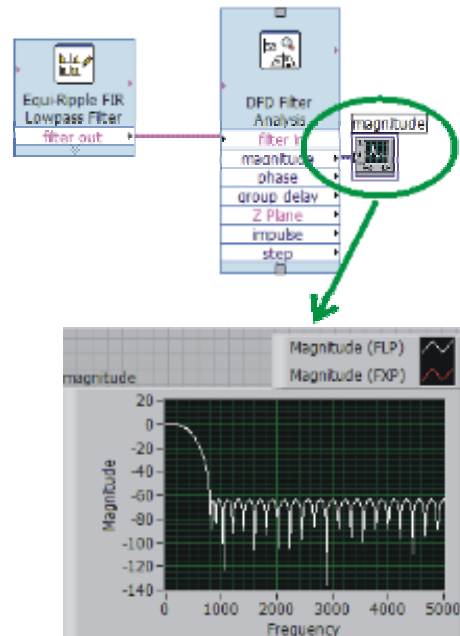 Equi-Ripple FIR
Lowpass Filter
filter out
DFD Filter
Analysis
filter in
magnitude
phase
group delay
Z Plane
impulse
step
magnitude
Magnitude (FLP)
Magnitude (FXP)
magnitude
20
0
-20
-40
-60
-80
-100
-120
-140
Magnitude
0 1000 2000 3000 4000 5000
Frequency